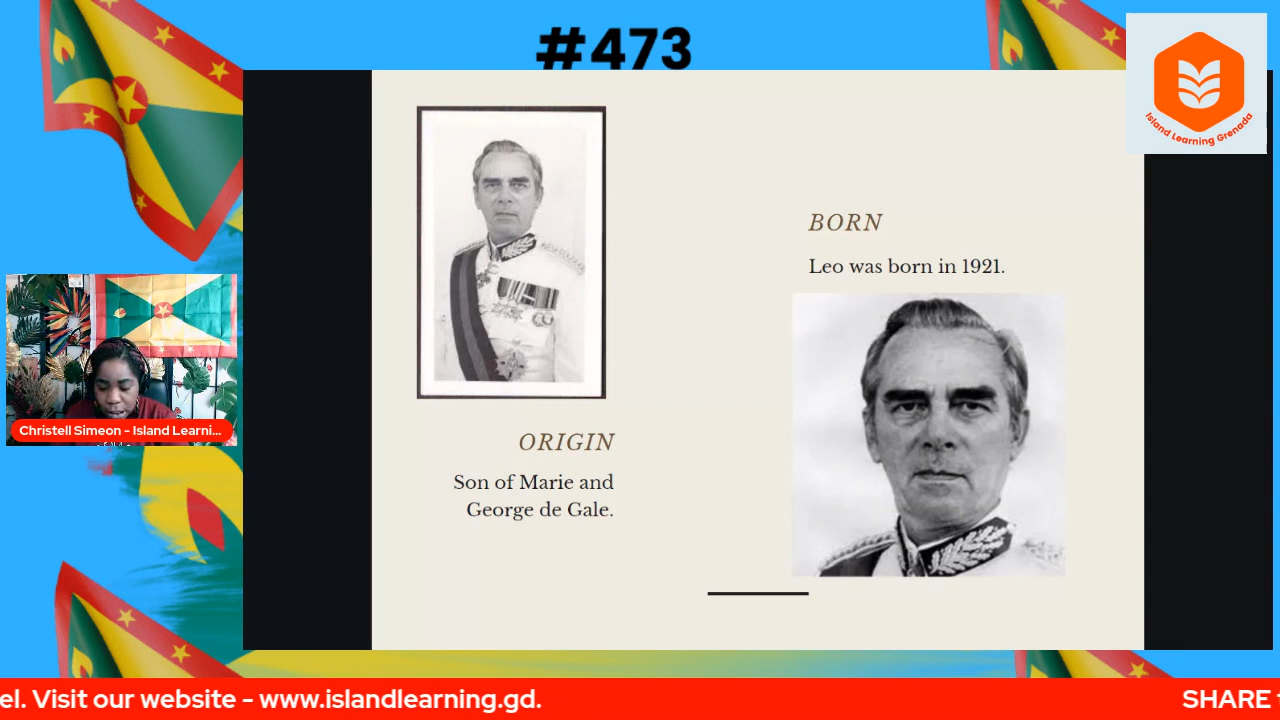 #473
Island Learning Grenada
BORN
Leo was born in 1921.
ORIGIN
Son of Marie and
George de Gale.
Christell Simeon - Island Learni...
el. Visit our website - www.islandlearning.gd.
SHARE